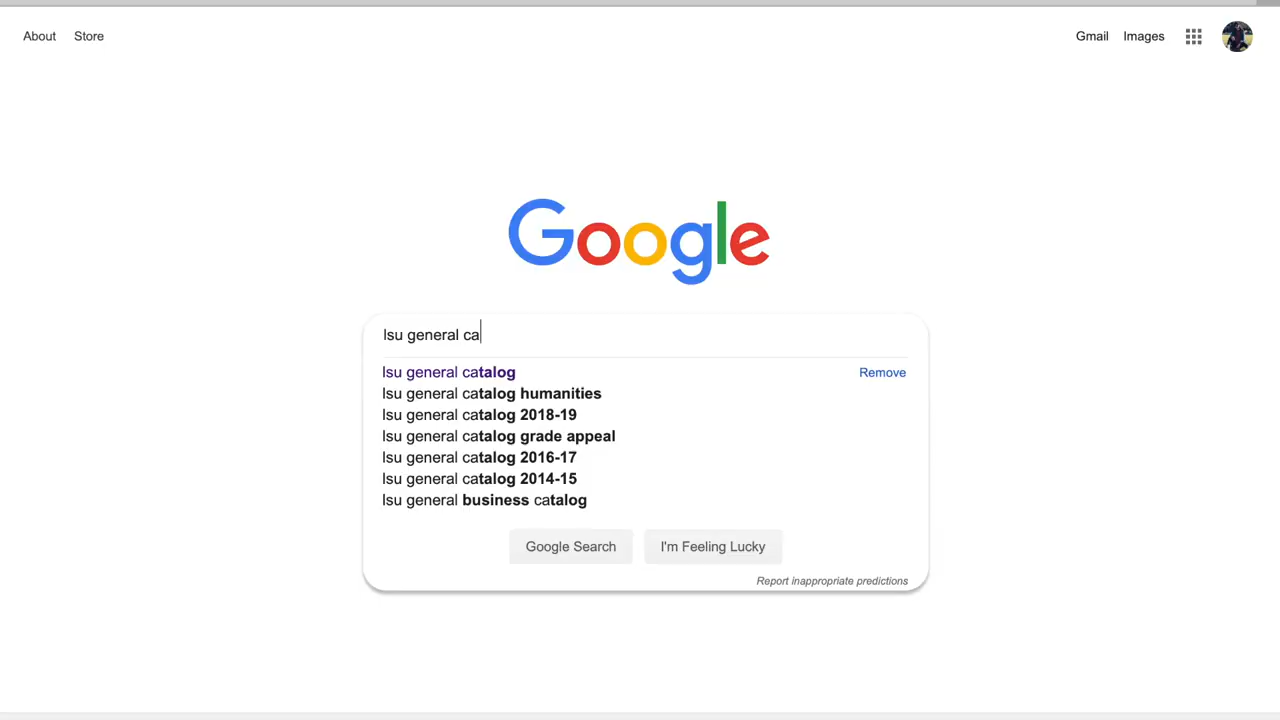 About Store
Gmail Images
Google
lsu general ca
lsu general catalog
Remove
lsu general catalog humanities
lsu general catalog 2018-19
lsu general catalog grade appeal
lsu general catalog 2016-17
lsu general catalog 2014-15
lsu general business catalog
Google Search
I'm Feeling Lucky
Report inappropriate predictions